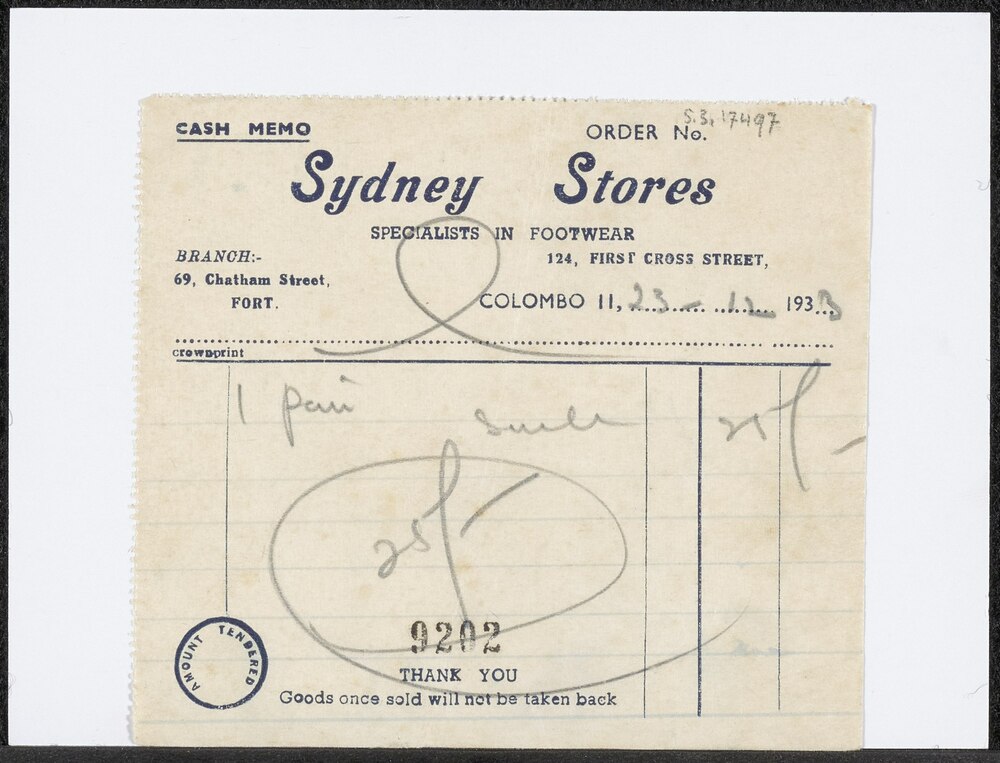 CASH MEMO
ORDER No. S.B. 17497
Sydney Stores
SPECIALISTS IN FOOTWEAR
BRANCH:-
69, Chatham Street,
FORT.
124, FIRST CROSS STREET,
COLOMBO 11, 23 - 12 1933
crownprint
1 Pair 25/-
25/-
AMOUNT TENDERED
9202
THANK YOU
Goods once sold will not be taken back